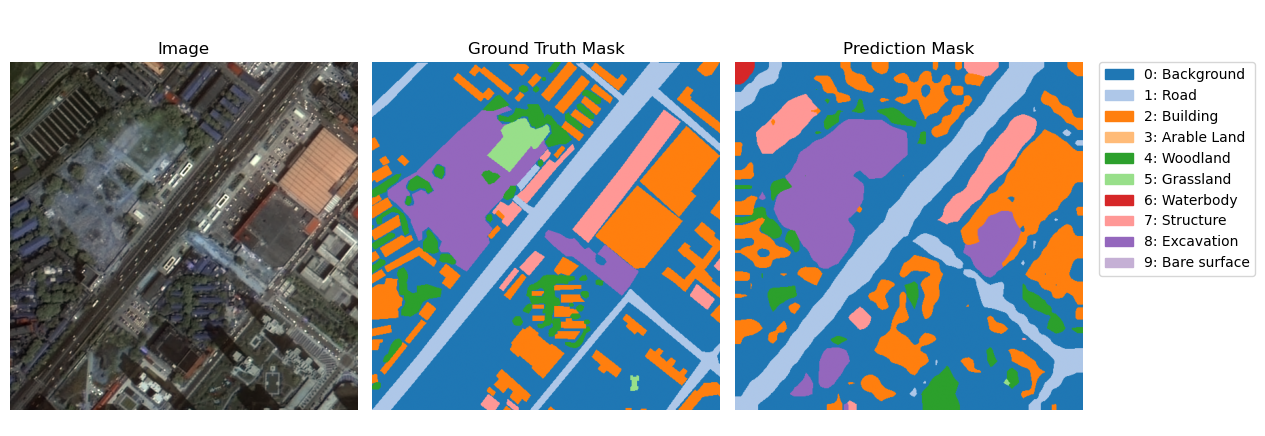 Image
Ground Truth Mask
Prediction Mask
0: Background
1: Road
2: Building
3: Arable Land
4: Woodland
5: Grassland
6: Waterbody
7: Structure
8: Excavation
9: Bare surface